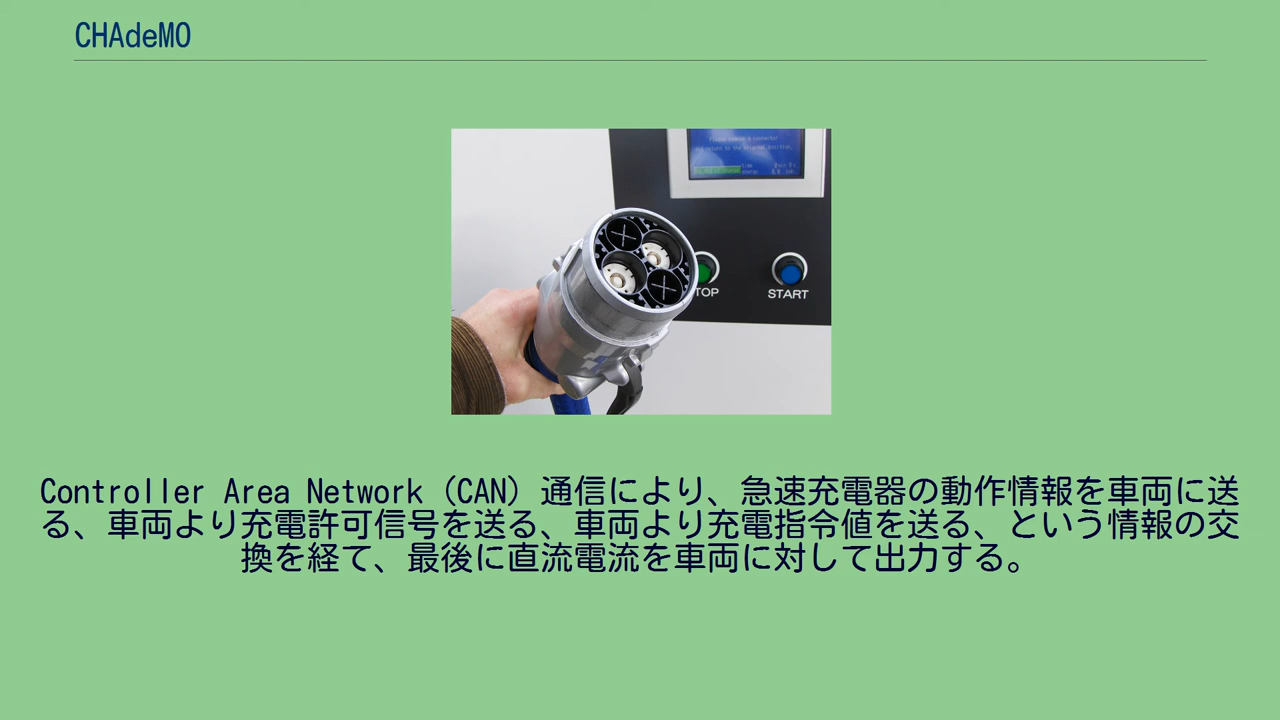 CHAdeMO
Please ensure a connector
START
Controller Area Network（CAN）通信により、急速充電器の動作情報を車両に送
る、車両より充電許可信号を送る、車両より充電指令値を送る、という情報の交
換を経て、最後に直流電流を車両に対して出力する。